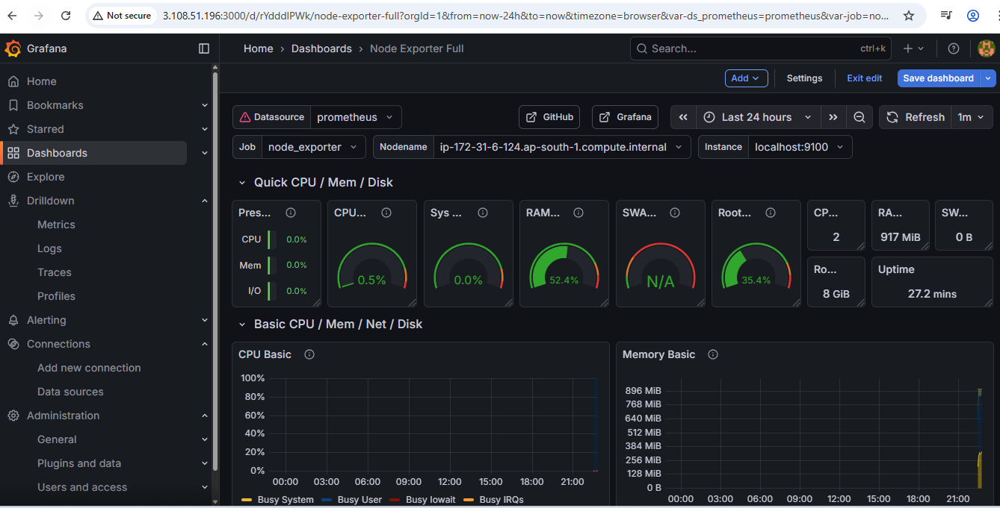 Not secure 3.108.51.196:3000/d/rYdddlPWk/node-exporter-full?orgId=1&from=now-24h&to=now&timezone=browser&var-ds_prometheus=prometheus&var-job=no...
Grafana
Home › Dashboards › Node Exporter Full
Search... ctrl+k
Add Settings Exit edit Save dashboard
Home
Bookmarks
Starred
Dashboards
Explore
Drilldown
Metrics
Logs
Traces
Profiles
Alerting
Connections
Add new connection
Data sources
Administration
General
Plugins and data
Users and access
Datasource prometheus GitHub Grafana Last 24 hours Refresh 1m
Job node_exporter Nodename ip-172-31-6-124.ap-south-1.compute.internal Instance localhost:9100
Quick CPU / Mem / Disk
Pres...
CPU 0.0%
Mem 0.0%
I/O 0.0%
CPU...
0.5%
Sys ...
0.0%
RAM...
52.4%
SWA...
N/A
Root...
35.4%
CP...
2
RA...
917 MiB
SW...
0 B
Ro...
8 GiB
Uptime
27.2 mins
Basic CPU / Mem / Net / Disk
CPU Basic
100%
80%
60%
40%
20%
0%
00:00 03:00 06:00 09:00 12:00 15:00 18:00 21:00
Busy System Busy User Busy Iowait Busy IRQs
Memory Basic
896 MiB
768 MiB
640 MiB
512 MiB
384 MiB
256 MiB
128 MiB
0 B
00:00 03:00 06:00 09:00 12:00 15:00 18:00 21:00